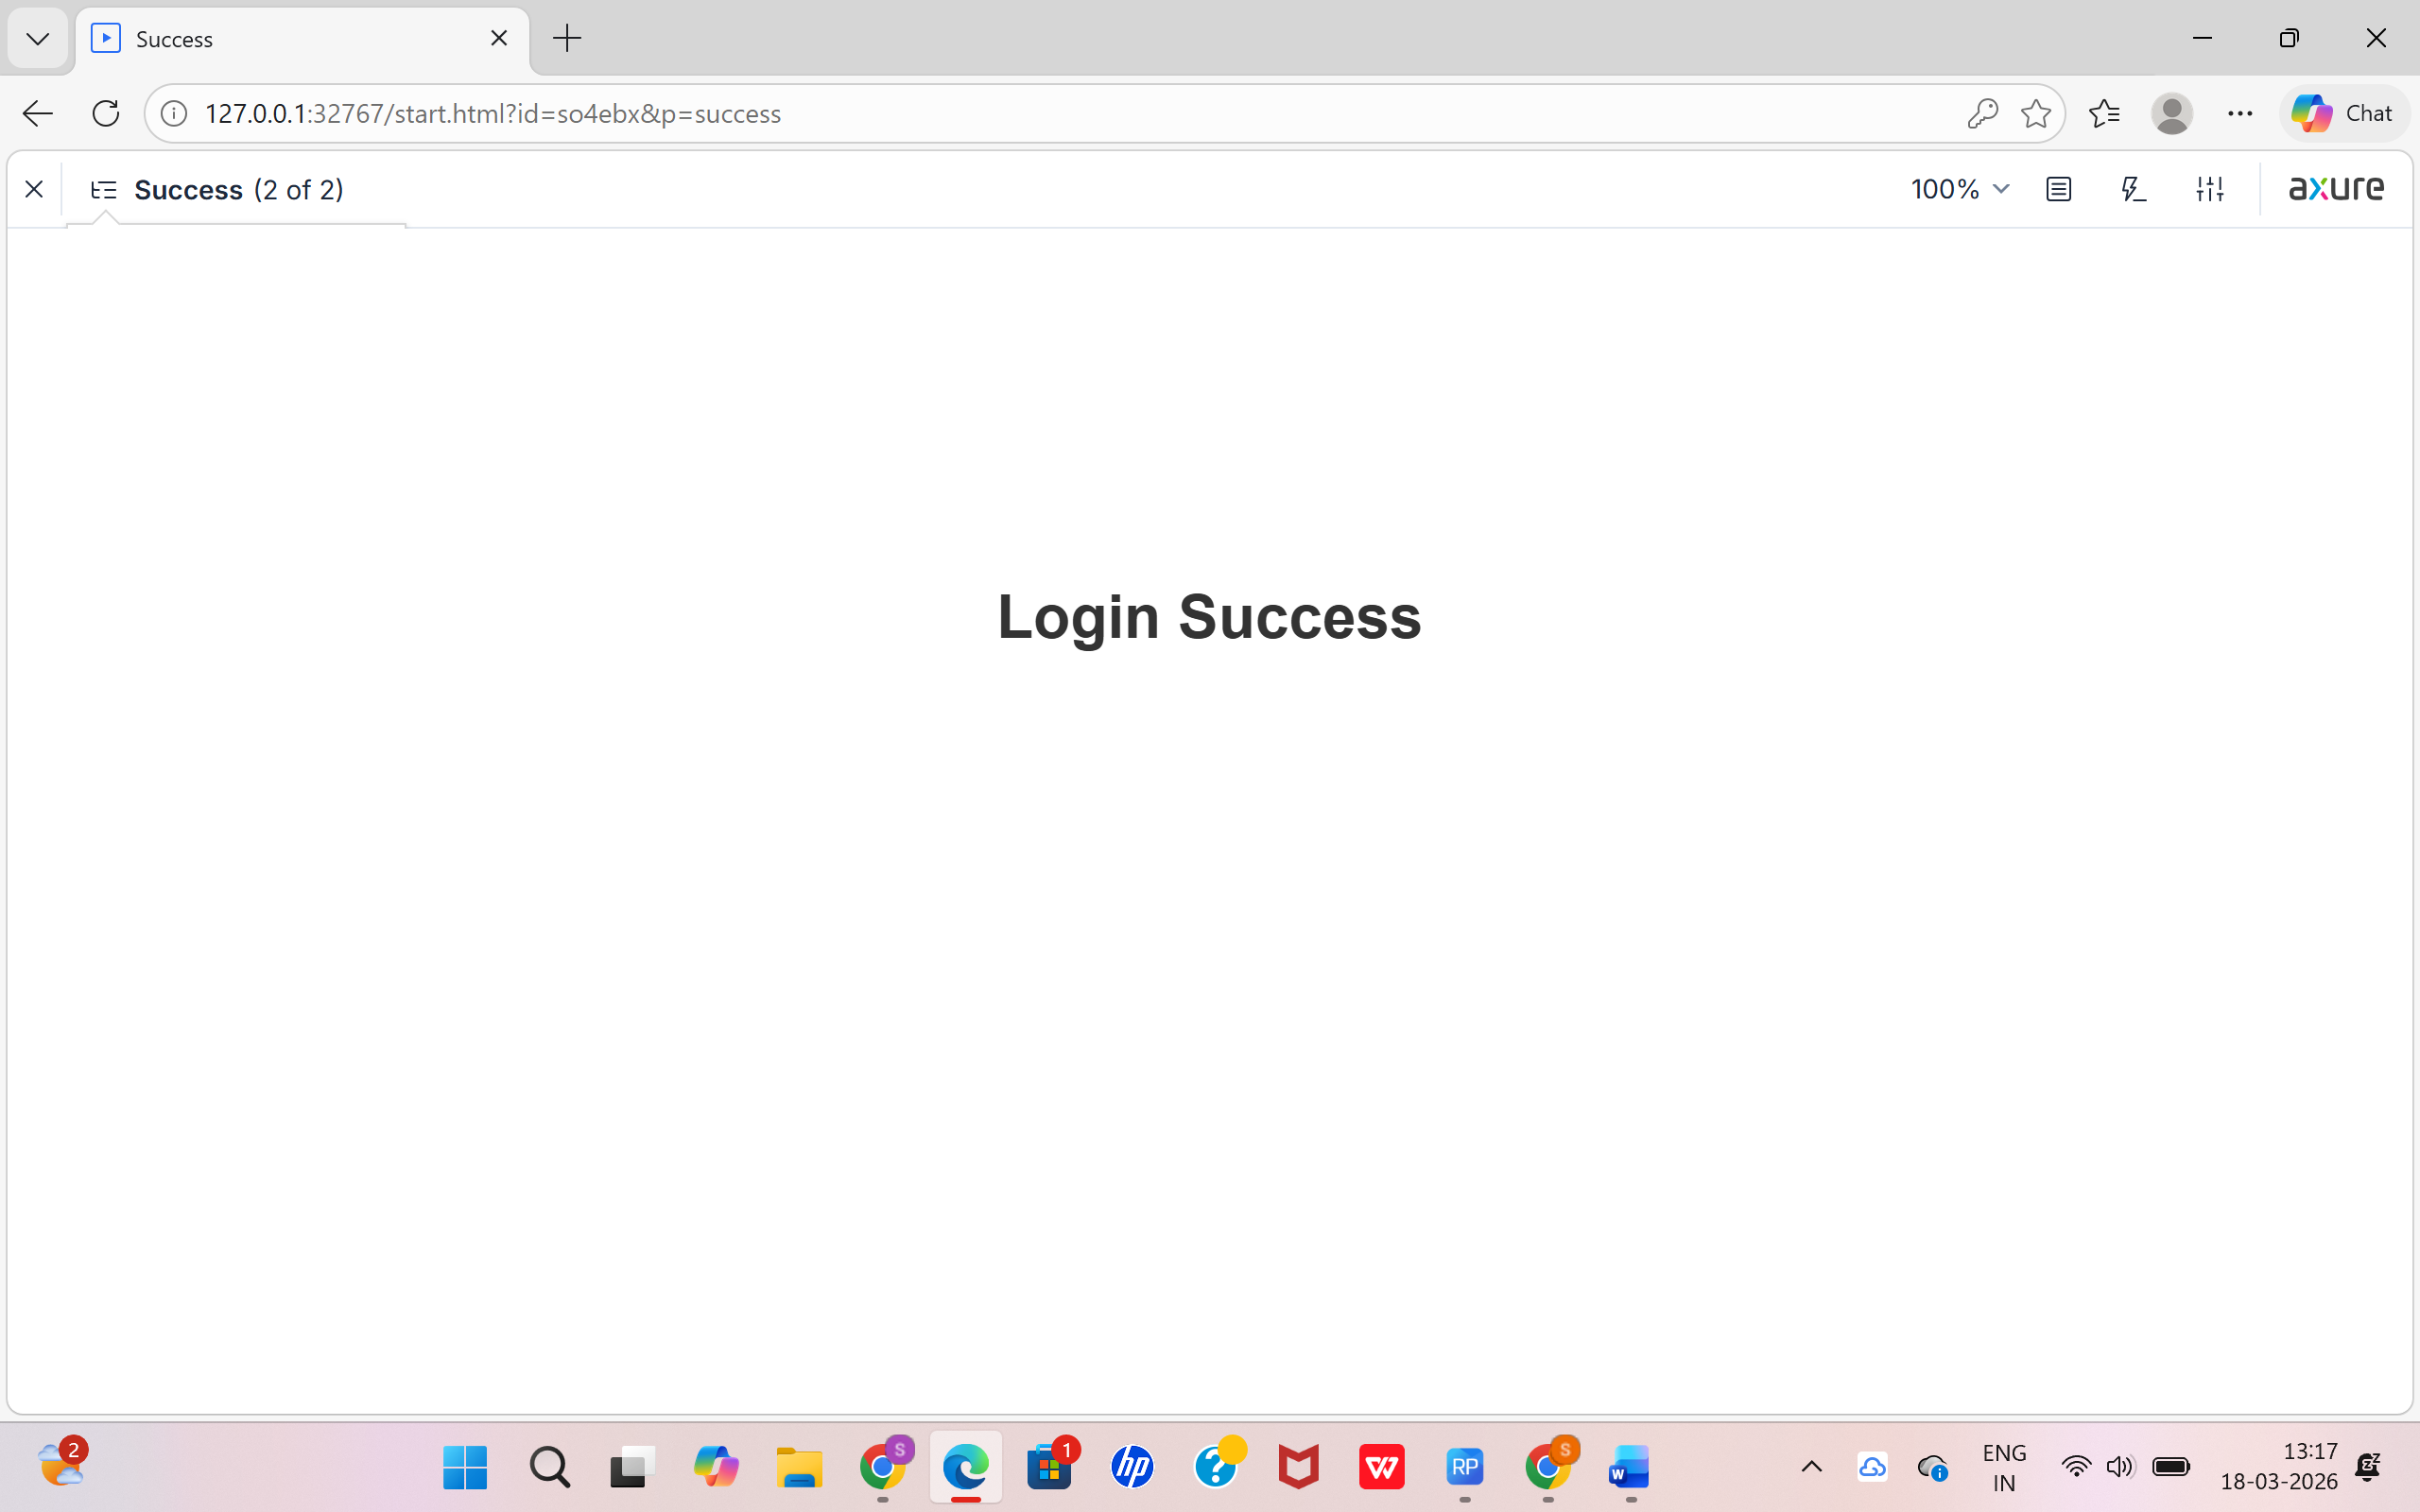 Success
127.0.0.1:32767/start.html?id=so4ebx&p=success
Chat
Success (2 of 2)
100%
axure
Login Success
2
S
1
hp
?
W
RP
S
W
ENG
IN
13:17
18-03-2026